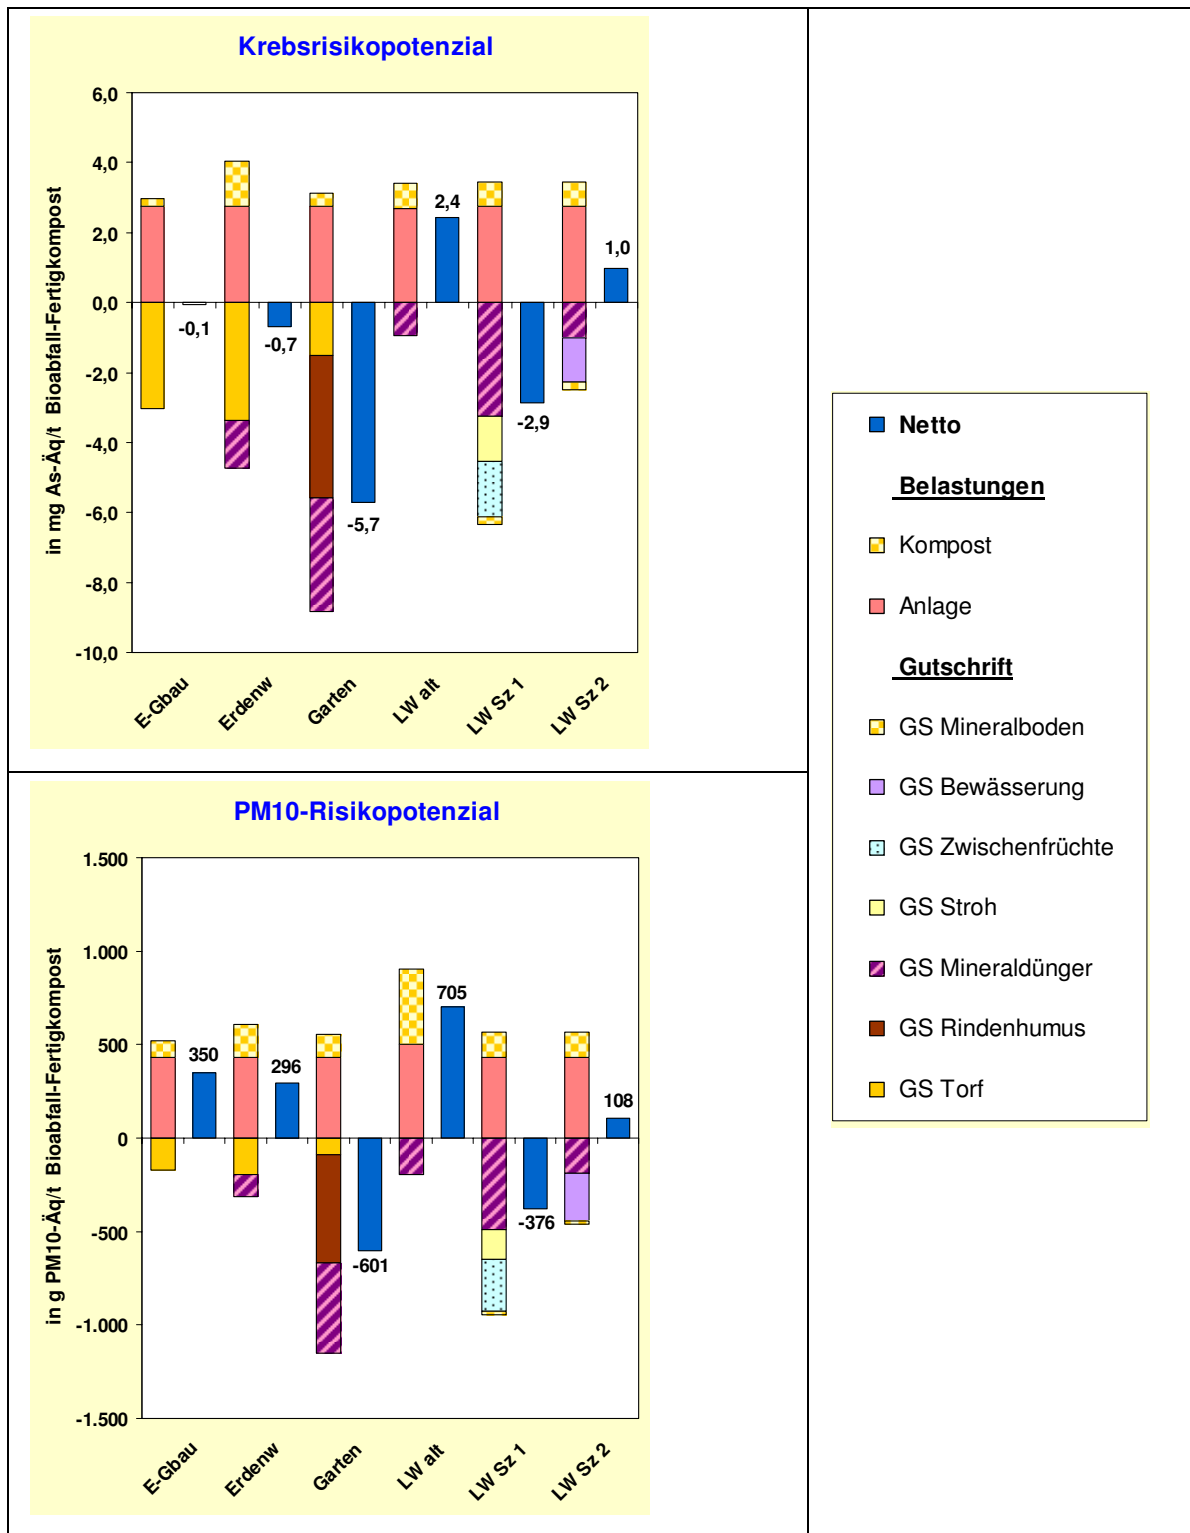 Krebsrisikopotenzial
in mg As-Äq/t Bioabfall-Fertigkompost
6,0
4,0
2,0
0,0
-2,0
-4,0
-6,0
-8,0
-10,0
-0,1
-0,7
-5,7
2,4
-2,9
1,0
E-Gbau
Erdenw
Garten
LW alt
LW Sz 1
LW Sz 2
PM10-Risikopotenzial
in g PM10-Äq/t Bioabfall-Fertigkompost
1.500
1.000
500
0
-500
-1.000
-1.500
350
296
-601
705
-376
108
E-Gbau
Erdenw
Garten
LW alt
LW Sz 1
LW Sz 2
Netto
Belastungen
Kompost
Anlage
Gutschrift
GS Mineralboden
GS Bewässerung
GS Zwischenfrüchte
GS Stroh
GS Mineraldünger
GS Rindenhumus
GS Torf